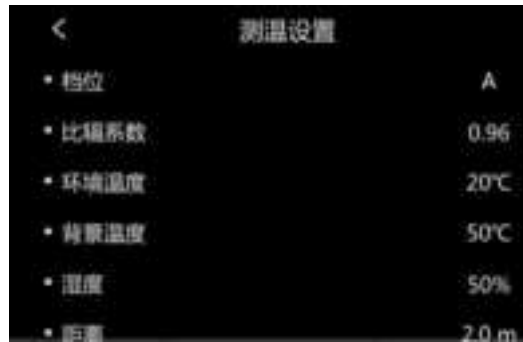 测温设置
• 档位 A
• 比辐系数 0.96
• 环境温度 20℃
• 背景温度 50℃
• 湿度 50%
• 距离 2.0 m